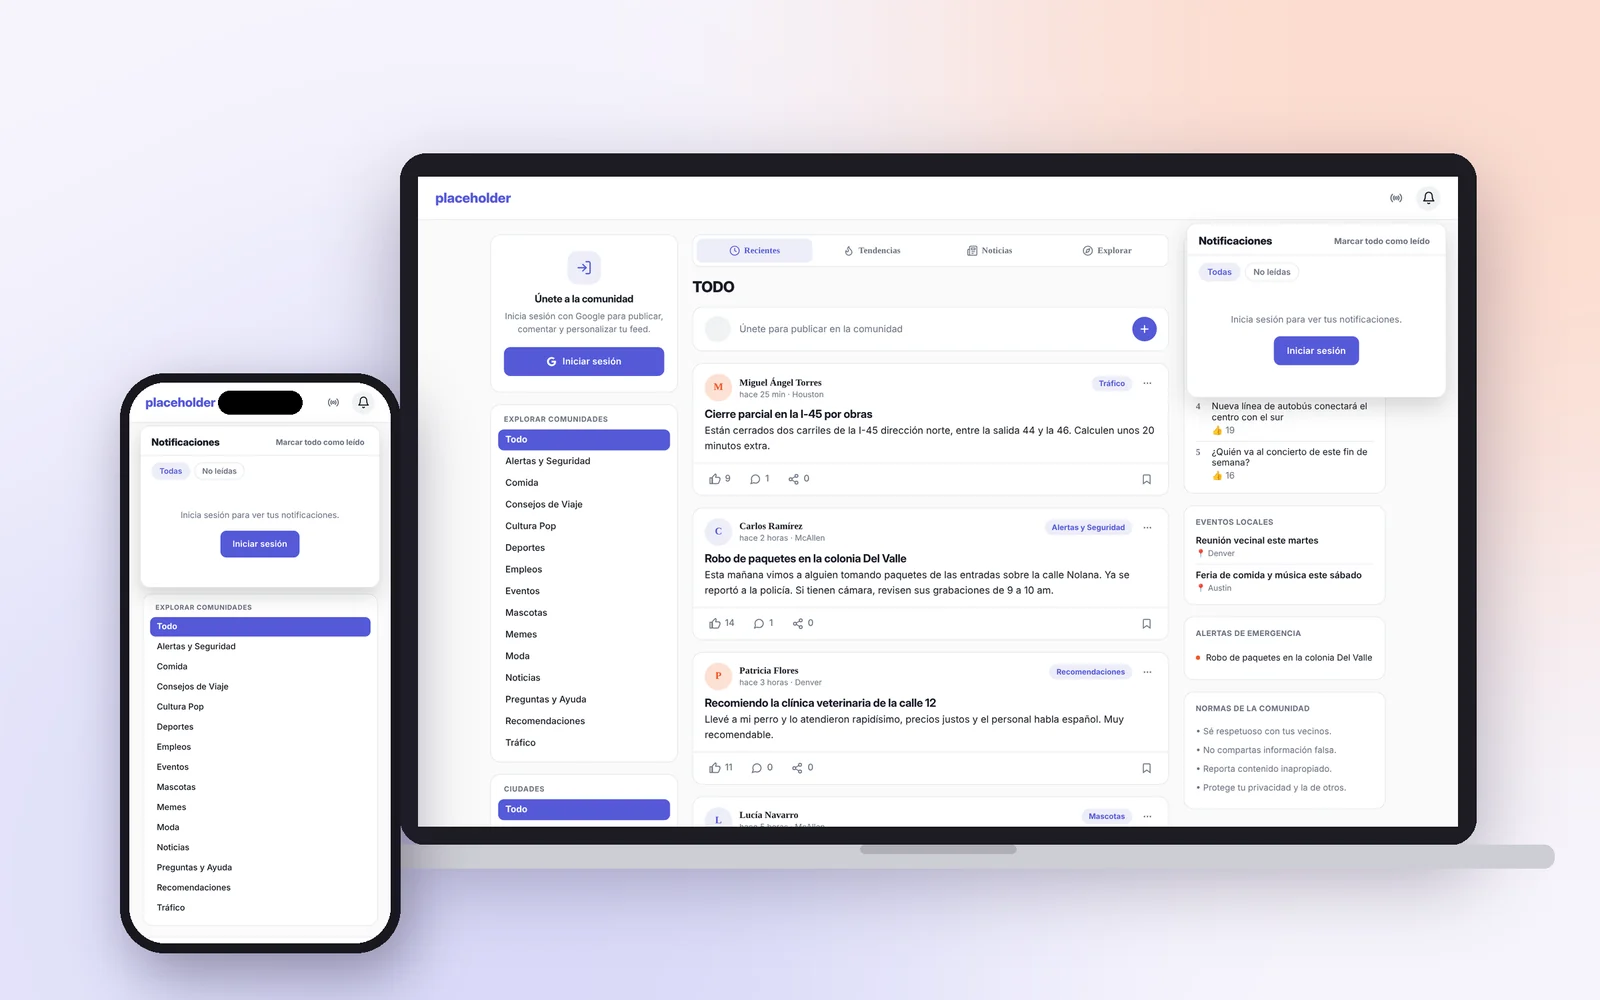 placeholder
Únete a la comunidad
Inicia sesión con Google para publicar,
comentar y personalizar tu feed.
Iniciar sesión
EXPLORAR COMUNIDADES
Todo
Alertas y Seguridad
Comida
Consejos de Viaje
Cultura Pop
Deportes
Empleos
Eventos
Mascotas
Memes
Moda
Noticias
Preguntas y Ayuda
Recomendaciones
Tráfico
CIUDADES
Todo
Recientes
Tendencias
Noticias
Explorar
TODO
Únete para publicar en la comunidad
M
Miguel Ángel Torres
hace 25 min · Houston
Tráfico
Cierre parcial en la I-45 por obras
Están cerrados dos carriles de la I-45 dirección norte, entre la salida 44 y la 46. Calculen unos 20
minutos extra.
9 1 0
C
Carlos Ramírez
hace 2 horas · McAllen
Alertas y Seguridad
Robo de paquetes en la colonia Del Valle
Esta mañana vimos a alguien tomando paquetes de las entradas sobre la calle Nolana. Ya se
reportó a la policía. Si tienen cámara, revisen sus grabaciones de 9 a 10 am.
14 1 0
P
Patricia Flores
hace 3 horas · Denver
Recomendaciones
Recomiendo la clínica veterinaria de la calle 12
Llevé a mi perro y lo atendieron rapidísimo, precios justos y el personal habla español. Muy
recomendable.
11 0 0
L
Lucía Navarro
hace 5 horas · McAllen
Mascotas
Notificaciones
Marcar todo como leído
Todas
No leídas
Inicia sesión para ver tus notificaciones.
Iniciar sesión
4 Nueva línea de autobús conectará el
centro con el sur
👍 19
5 ¿Quién va al concierto de este fin de
semana?
👍 16
EVENTOS LOCALES
Reunión vecinal este martes
📍 Denver
Feria de comida y música este sábado
📍 Austin
ALERTAS DE EMERGENCIA
Robo de paquetes en la colonia Del Valle
NORMAS DE LA COMUNIDAD
• Sé respetuoso con tus vecinos.
• No compartas información falsa.
• Reporta contenido inapropiado.
• Protege tu privacidad y la de otros.
placeholder
Notificaciones
Marcar todo como leído
Todas
No leídas
Inicia sesión para ver tus notificaciones.
Iniciar sesión
EXPLORAR COMUNIDADES
Todo
Alertas y Seguridad
Comida
Consejos de Viaje
Cultura Pop
Deportes
Empleos
Eventos
Mascotas
Memes
Moda
Noticias
Preguntas y Ayuda
Recomendaciones
Tráfico